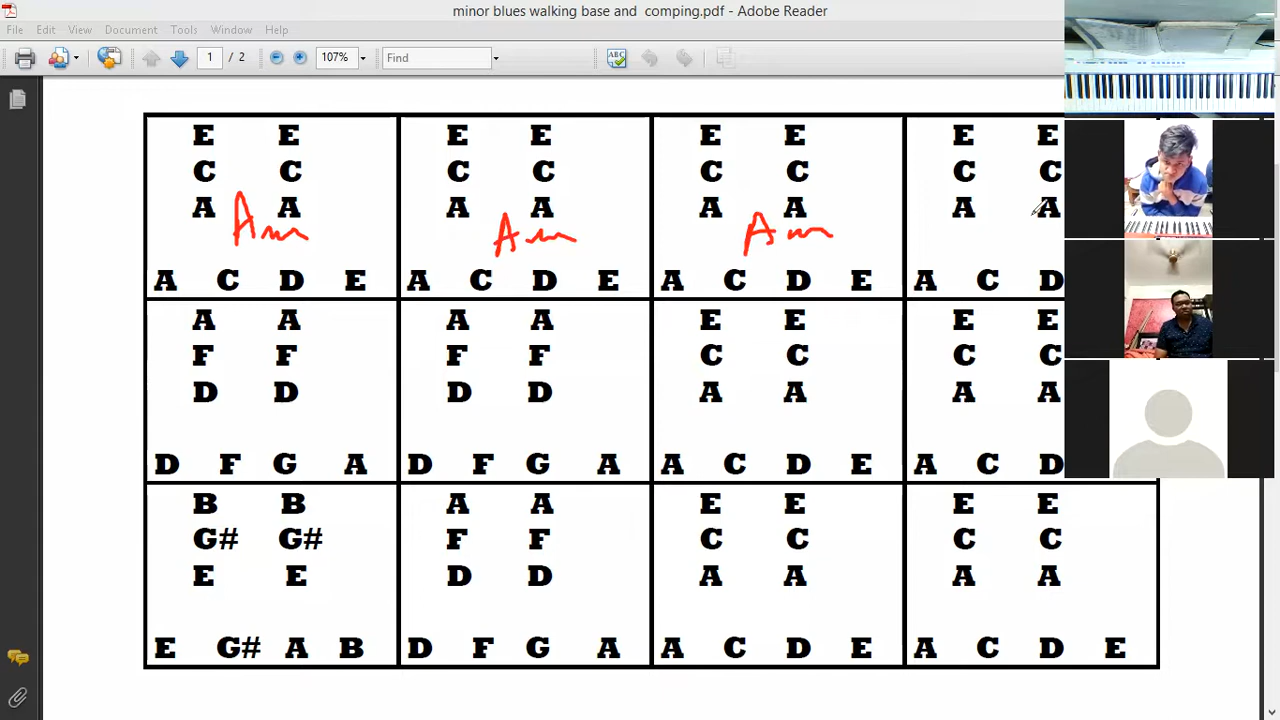 minor blues walking base and comping.pdf - Adobe Reader
File Edit View Document Tools Window Help
1 / 2 107% Find
E E E E E E E E
C C C C C C C C
A A A A A A A A
Am Am Am
A C D E A C D E A C D E A C D
A A A A E E E E
F F F F C C C C
D D D D A A A A
D F G A D F G A A C D E A C D
B B A A E E E E
G# G# F F C C C C
E E D D A A A A
E G# A B D F G A A C D E A C D E